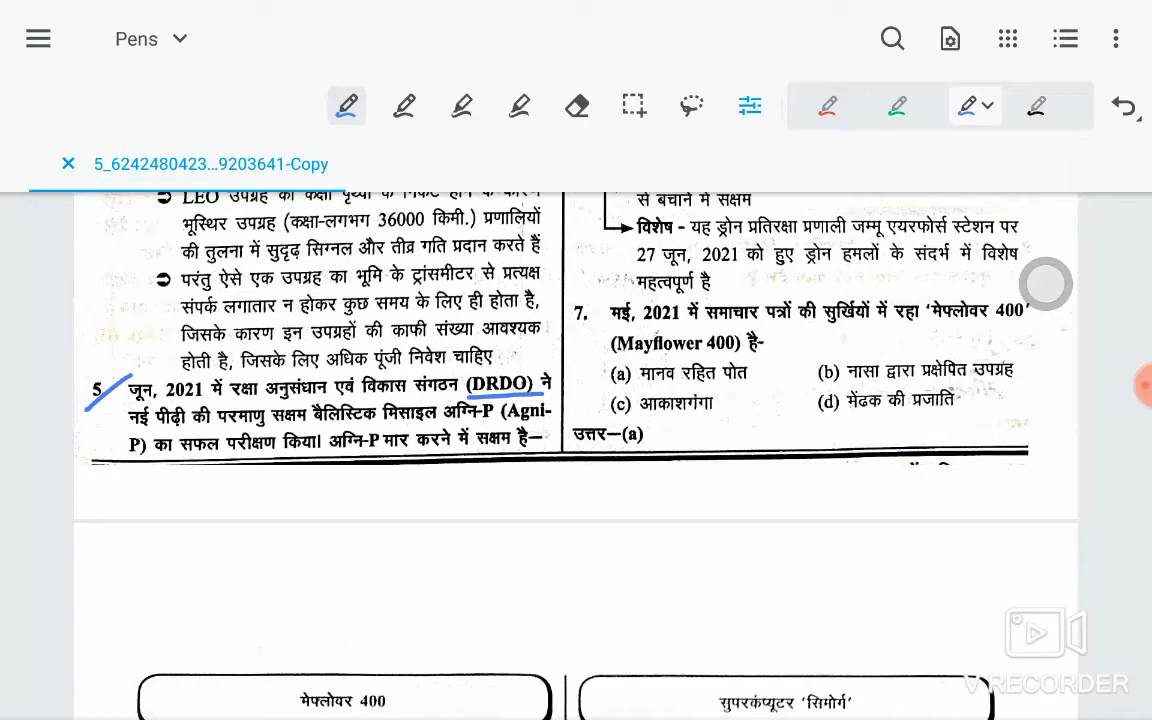 Pens
5_6242480423...9203641-Copy
➲ LEO उपग्रह की कक्षा पृथ्वी के निकट होने के कारण
भूस्थिर उपग्रह (कक्षा-लगभग 36000 किमी.) प्रणालियों
की तुलना में सुदृढ़ सिग्नल और तीव्र गति प्रदान करते हैं
➲ परंतु ऐसे एक उपग्रह का भूमि के ट्रांसमीटर से प्रत्यक्ष
संपर्क लगातार न होकर कुछ समय के लिए ही होता है,
जिसके कारण इन उपग्रहों की काफी संख्या आवश्यक
होती है, जिसके लिए अधिक पूंजी निवेश चाहिए
5 जून, 2021 में रक्षा अनुसंधान एवं विकास संगठन (DRDO) ने
नई पीढ़ी की परमाणु सक्षम बैलिस्टिक मिसाइल अग्नि-P (Agni-
P) का सफल परीक्षण किया। अग्नि-P मार करने में सक्षम है—
से बचाने में सक्षम
विशेष - यह ड्रोन प्रतिरक्षा प्रणाली जम्मू एयरफोर्स स्टेशन पर
27 जून, 2021 को हुए ड्रोन हमलों के संदर्भ में विशेष
महत्वपूर्ण है
7. मई, 2021 में समाचार पत्रों की सुर्खियों में रहा 'मेफ्लोवर 400'
(Mayflower 400) है-
(a) मानव रहित पोत (b) नासा द्वारा प्रक्षेपित उपग्रह
(c) आकाशगंगा (d) मेंढक की प्रजाति
उत्तर—(a)
मेफ्लोवर 400
सुपरकंप्यूटर 'सिमोर्ग'
V RECORDER